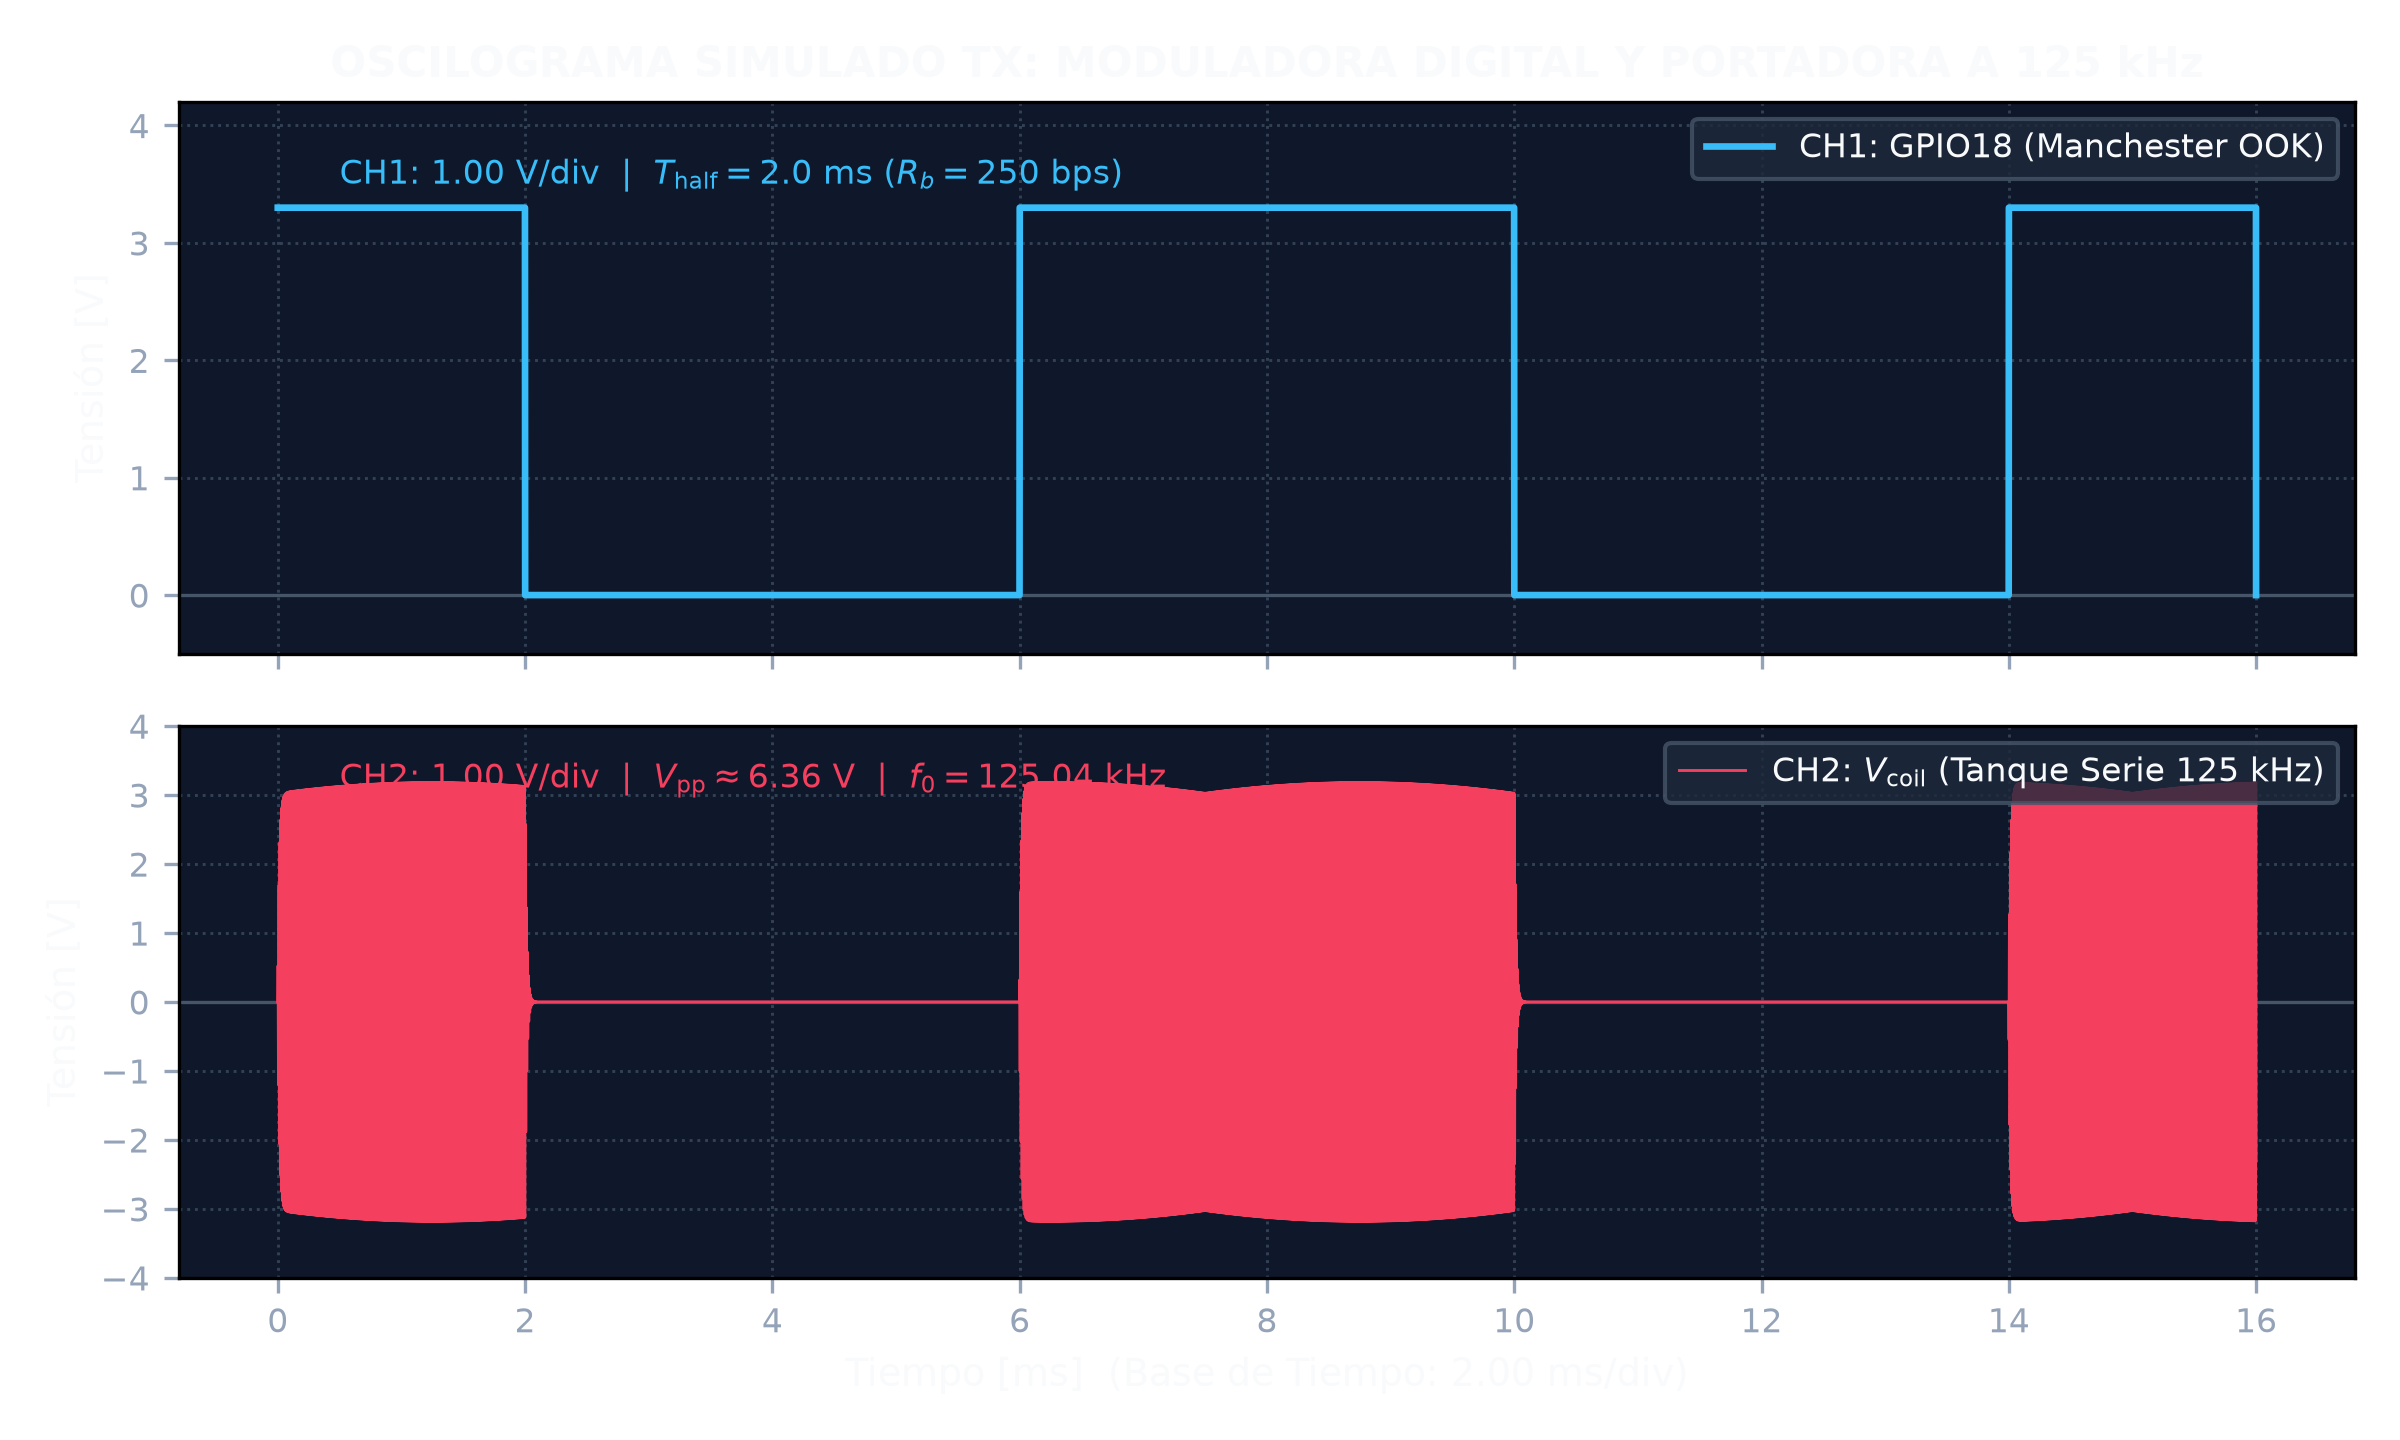 OSCILOGRAMA SIMULADO TX: MODULADORA DIGITAL Y PORTADORA A 125 kHz
Tensión [V]
4
3
2
1
0
CH1: 1.00 V/div | T_half = 2.0 ms (R_b = 250 bps)
CH1: GPIO18 (Manchester OOK)
Tensión [V]
4
3
2
1
0
−1
−2
−3
−4
CH2: 1.00 V/div | V_pp ≈ 6.36 V | f_0 = 125.04 kHz
CH2: V_coil (Tanque Serie 125 kHz)
0 2 4 6 8 10 12 14 16
Tiempo [ms] (Base de Tiempo: 2.00 ms/div)